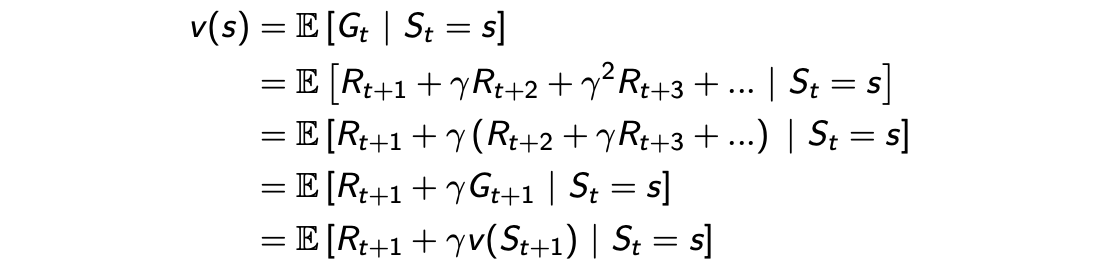 v(s) = 𝔼 [G_t | S_t = s]
= 𝔼 [R_{t+1} + γR_{t+2} + γ²R_{t+3} + ... | S_t = s]
= 𝔼 [R_{t+1} + γ (R_{t+2} + γR_{t+3} + ...) | S_t = s]
= 𝔼 [R_{t+1} + γG_{t+1} | S_t = s]
= 𝔼 [R_{t+1} + γv(S_{t+1}) | S_t = s]